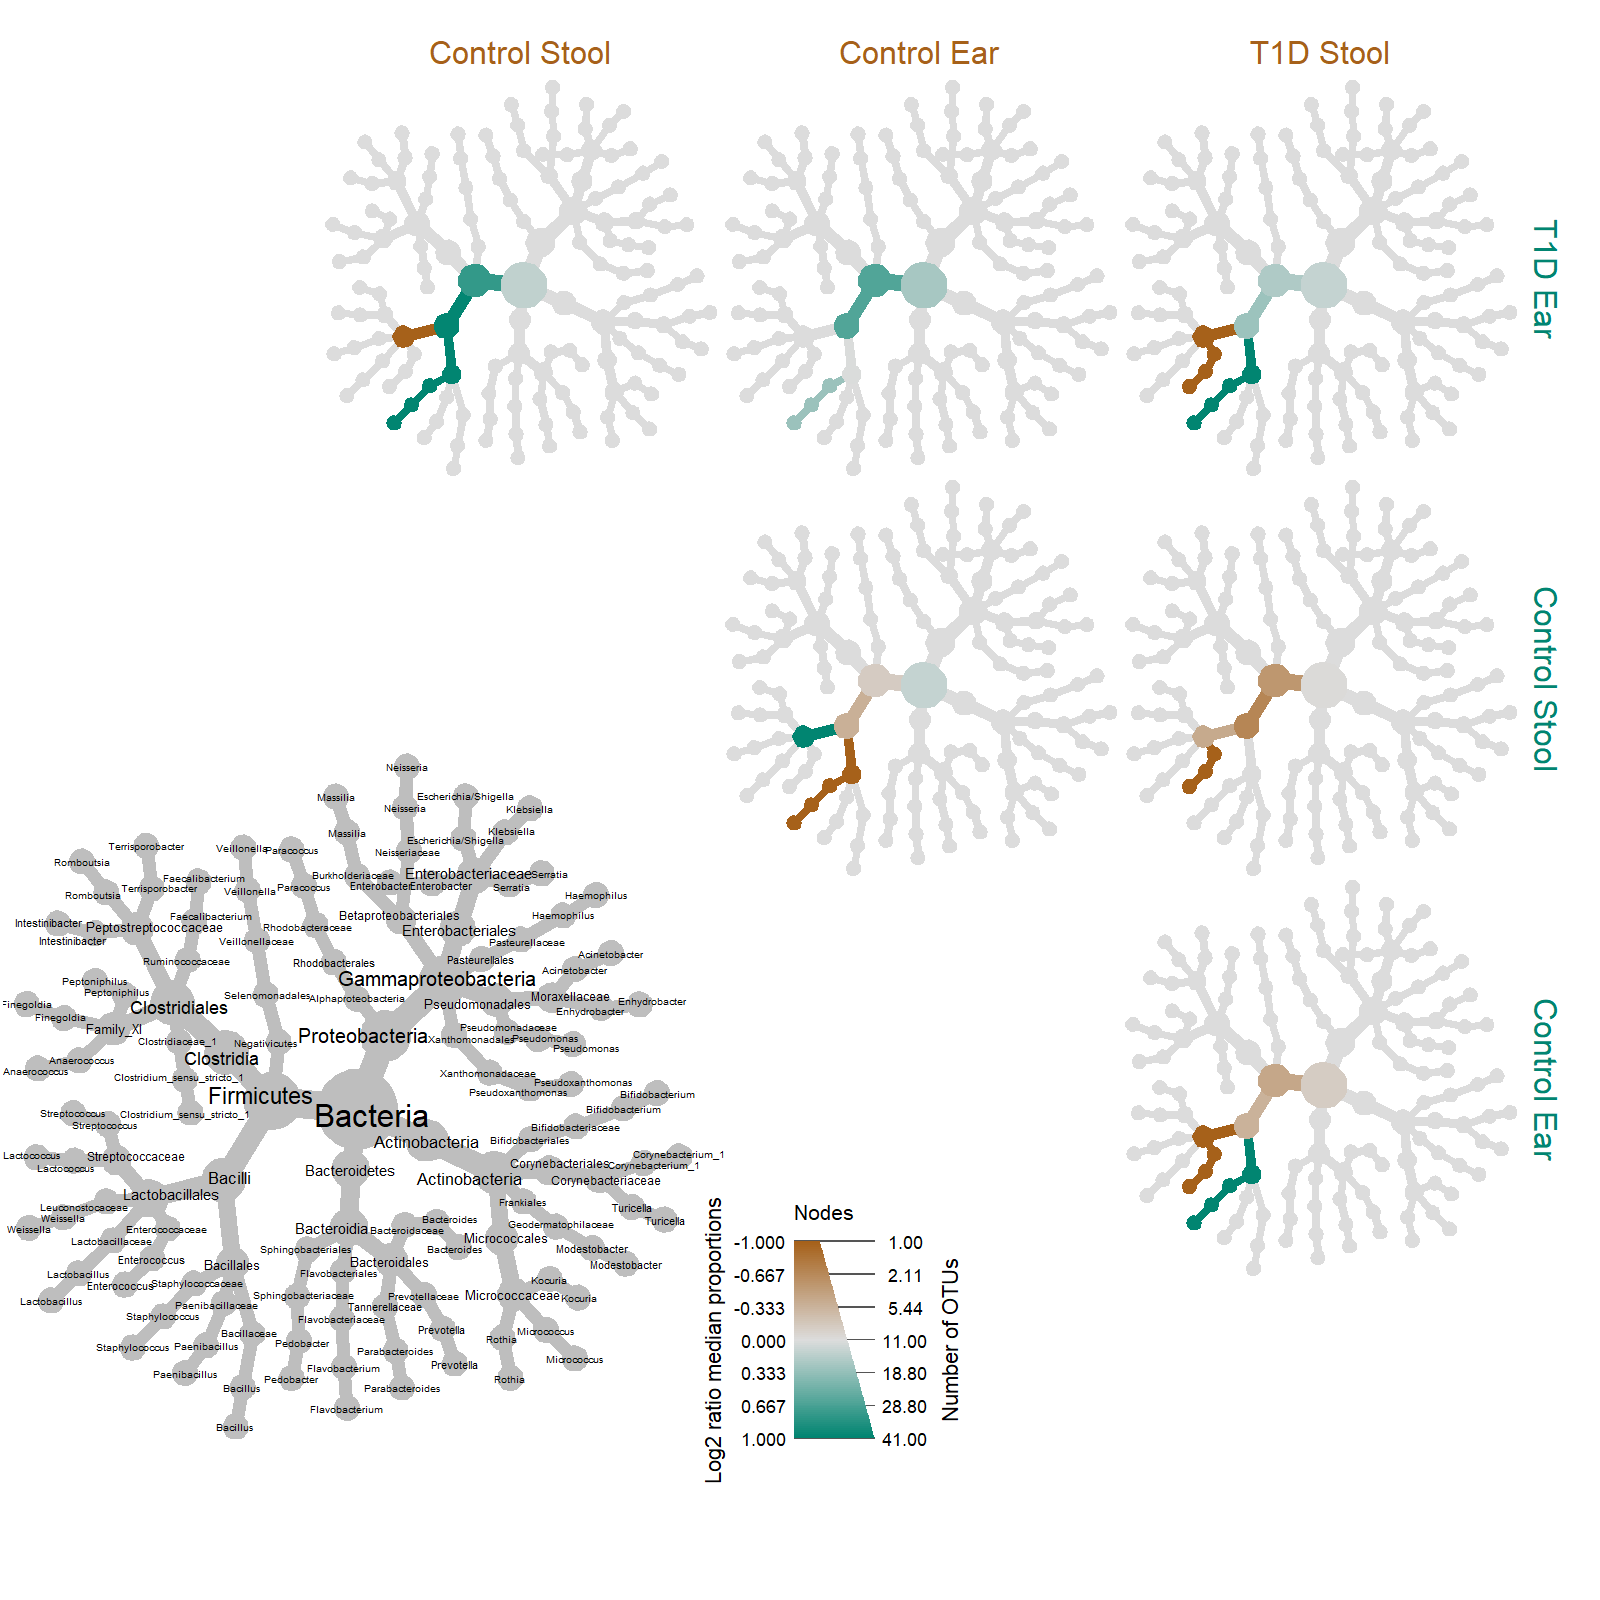 Control Stool
Control Ear
T1D Stool
T1D Ear
Control Stool
Control Ear
Neisseria
Massilia
Escherichia/Shigella
Neisseria
Klebsiella
Massilia
Klebsiella
Escherichia/Shigella
Terrisporobacter
Veillonella
Paracoccus
Neisseriaceae
Romboutsia
Burkholderiaceae
Enterobacteriaceae
Serratia
Faecalibacterium
Terrisporobacter
Veillonella
Paracoccus
Enterobacter
Enterobacter
Serratia
Romboutsia
Haemophilus
Faecalibacterium
Betaproteobacteriales
Haemophilus
Intestinibacter
Peptostreptococcaceae
Rhodobacteraceae
Enterobacteriales
Intestinibacter
Veillonellaceae
Pasteurellaceae
Acinetobacter
Ruminococcaceae
Rhodobacterales
Pasteurellales
Acinetobacter
Peptoniphilus
Gammaproteobacteria
Peptoniphilus
Selenomonadales
Alphaproteobacteria
Moraxellaceae
Enhydrobacter
Finegoldia
Clostridiales
Pseudomonadales
Enhydrobacter
Finegoldia
Family_XI
Proteobacteria
Pseudomonadaceae
Clostridiaceae_1
Negativicutes
Xanthomonadales
Pseudomonas
Pseudomonas
Anaerococcus
Clostridia
Anaerococcus
Clostridium_sensu_stricto_1
Xanthomonadaceae
Pseudoxanthomonas
Firmicutes
Pseudoxanthomonas
Bifidobacterium
Streptococcus
Clostridium_sensu_stricto_1
Bacteria
Bifidobacterium
Streptococcus
Bifidobacteriaceae
Actinobacteria
Bifidobacteriales
Lactococcus
Streptococcaceae
Corynebacterium_1
Lactococcus
Bacteroidetes
Corynebacteriales
Corynebacterium_1
Bacilli
Actinobacteria
Corynebacteriaceae
Lactobacillales
Leuconostocaceae
Frankiales
Turicella
Weissella
Bacteroides
Turicella
Weissella
Enterococcaceae
Bacteroidia
Bacteroidaceae
Geodermatophilaceae
Lactobacillaceae
Micrococcales
Sphingobacteriales
Bacteroides
Modestobacter
Enterococcus
Bacillales
Bacteroidales
Modestobacter
Lactobacillus
Flavobacteriales
Enterococcus
Staphylococcaceae
Kocuria
Lactobacillus
Sphingobacteriaceae
Prevotellaceae
Micrococcaceae
Kocuria
Paenibacillaceae
Tannerellaceae
Staphylococcus
Flavobacteriaceae
Bacillaceae
Prevotella
Micrococcus
Staphylococcus
Paenibacillus
Pedobacter
Parabacteroides
Rothia
Micrococcus
Paenibacillus
Flavobacterium
Prevotella
Pedobacter
Rothia
Bacillus
Parabacteroides
Flavobacterium
Bacillus
Nodes
Log2 ratio median proportions
-1.000
-0.667
-0.333
0.000
0.333
0.667
1.000
1.00
2.11
5.44
11.00
18.80
28.80
41.00
Number of OTUs